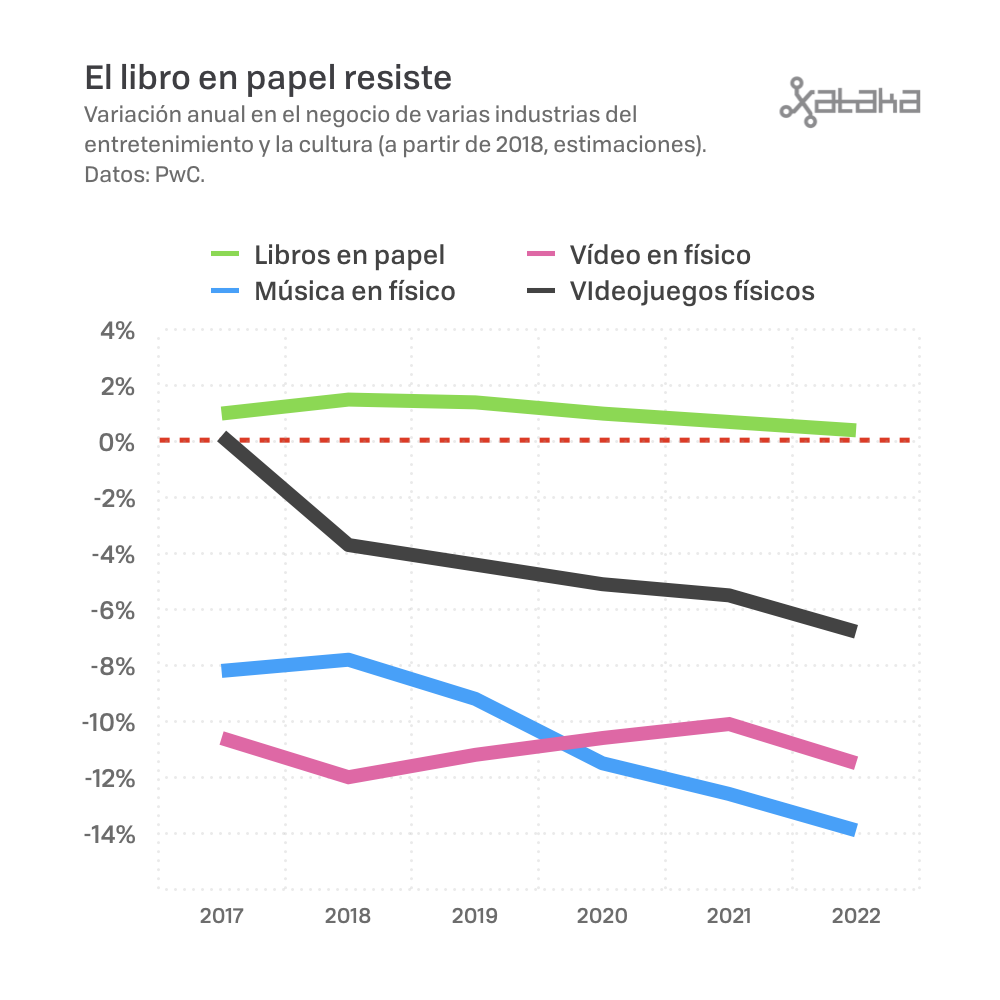 El libro en papel resiste
Variación anual en el negocio de varias industrias del
entretenimiento y la cultura (a partir de 2018, estimaciones).
Datos: PwC.
xataka
Libros en papel
Vídeo en físico
Música en físico
VIdeojuegos físicos
4%
2%
0%
-2%
-4%
-6%
-8%
-10%
-12%
-14%
2017 2018 2019 2020 2021 2022